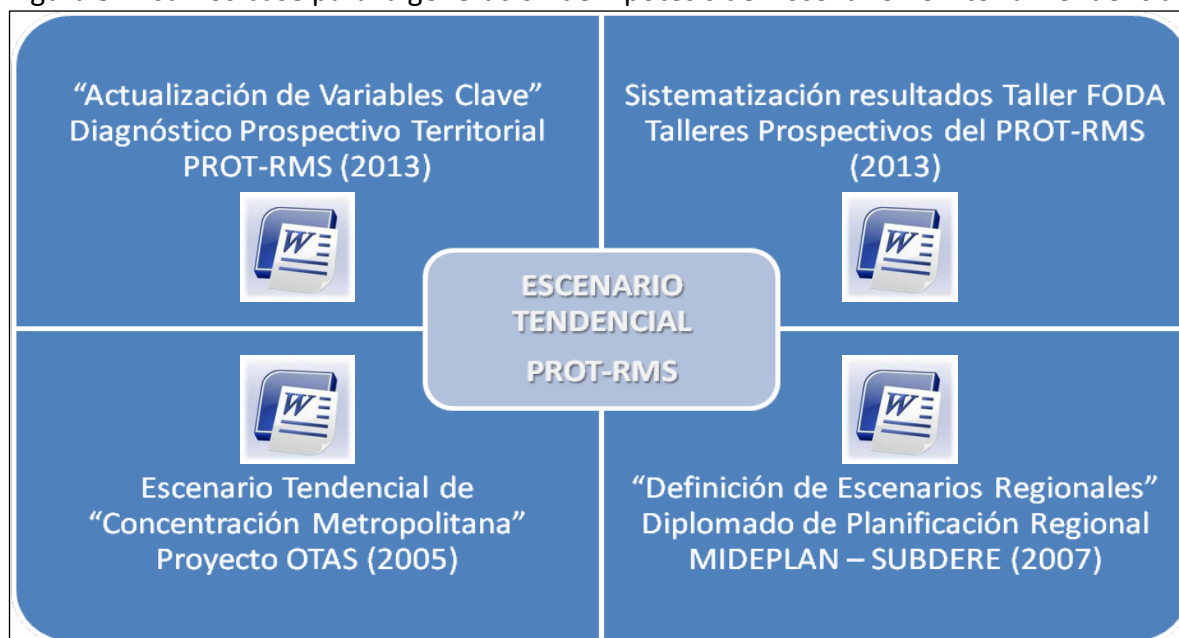 “Actualización de Variables Clave”
Diagnóstico Prospectivo Territorial
PROT-RMS (2013)
Sistematización resultados Taller FODA
Talleres Prospectivos del PROT-RMS
(2013)
ESCENARIO
TENDENCIAL
PROT-RMS
Escenario Tendencial de
“Concentración Metropolitana”
Proyecto OTAS (2005)
“Definición de Escenarios Regionales”
Diplomado de Planificación Regional
MIDEPLAN – SUBDERE (2007)